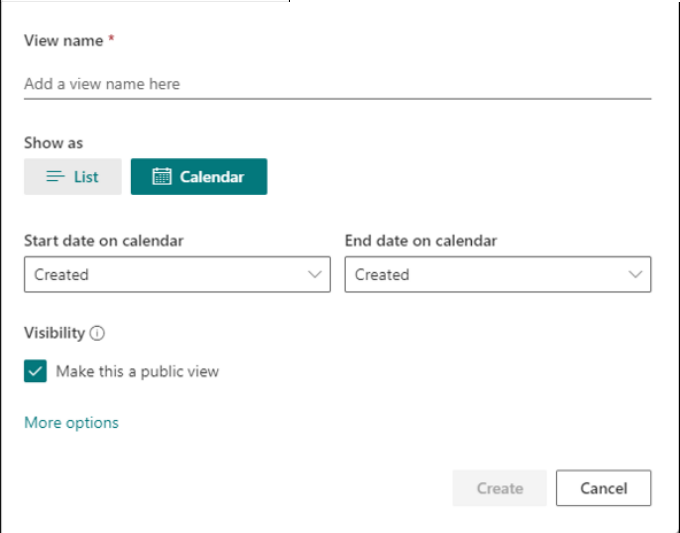 View name *
Add a view name here
Show as
List Calendar
Start date on calendar End date on calendar
Created Created
Visibility
Make this a public view
More options
Create Cancel